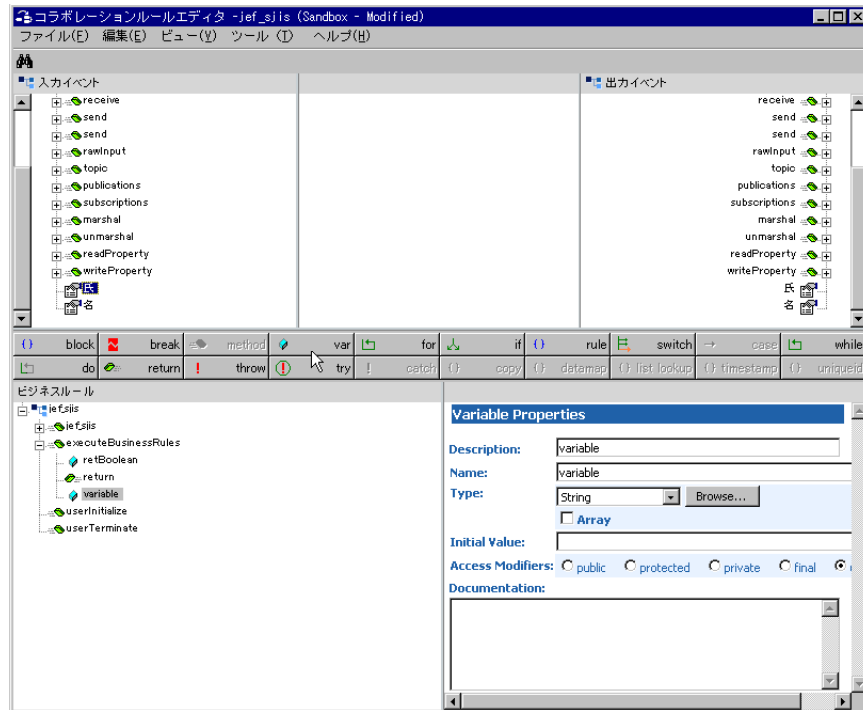 コラボレーションルールエディタ -jef_sjis (Sandbox - Modified)
ファイル(F) 編集(E) ビュー(V) ツール (T) ヘルプ(H)
入力イベント
receive
send
send
rawInput
topic
publications
subscriptions
marshal
unmarshal
readProperty
writeProperty
氏
名
出力イベント
receive
send
send
rawInput
topic
publications
subscriptions
marshal
unmarshal
readProperty
writeProperty
氏
名
block break method var for if rule switch case while
do return throw try catch copy datamap list lookup timestamp uniqueid
ビジネスルール
jef_sjis
jef_sjis
executeBusinessRules
retBoolean
return
variable
userInitialize
userTerminate
Variable Properties
Description: variable
Name: variable
Type: String Browse...
Array
Initial Value:
Access Modifiers: public protected private final
Documentation: